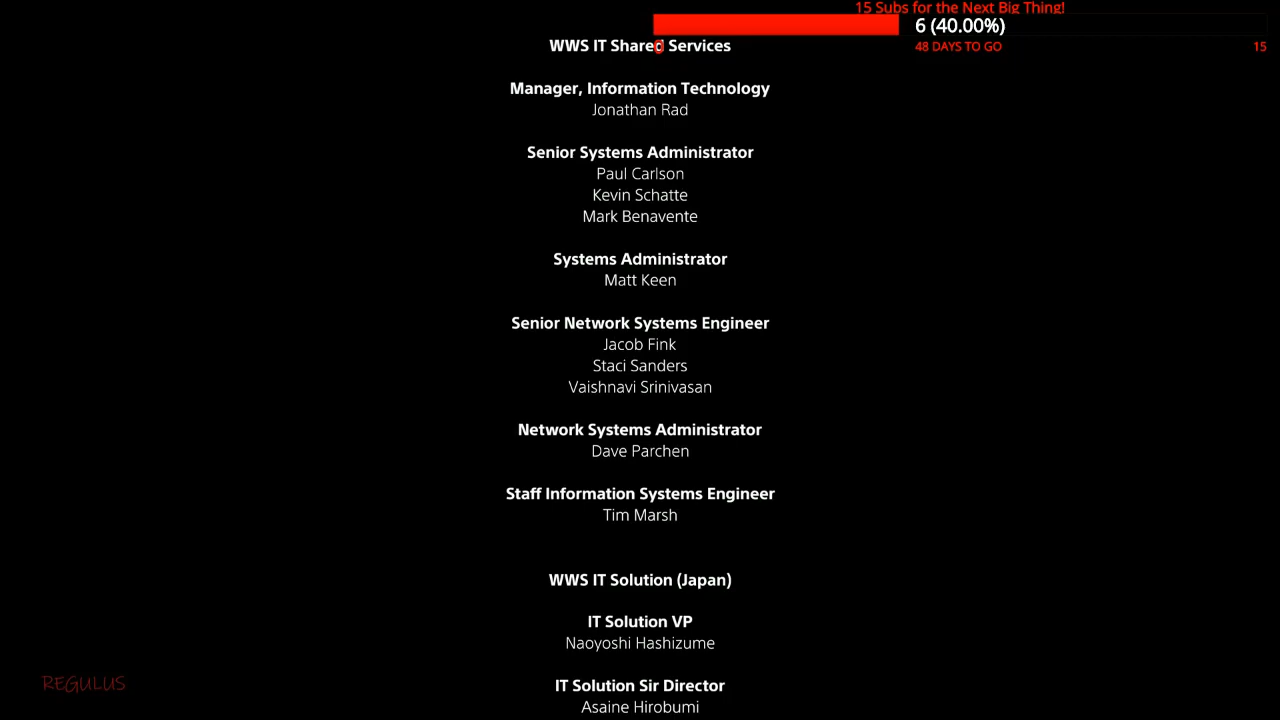 15 Subs for the Next Big Thing!
6 (40.00%)
0
48 DAYS TO GO
15
WWS IT Shared Services
Manager, Information Technology
Jonathan Rad
Senior Systems Administrator
Paul Carlson
Kevin Schatte
Mark Benavente
Systems Administrator
Matt Keen
Senior Network Systems Engineer
Jacob Fink
Staci Sanders
Vaishnavi Srinivasan
Network Systems Administrator
Dave Parchen
Staff Information Systems Engineer
Tim Marsh
WWS IT Solution (Japan)
IT Solution VP
Naoyoshi Hashizume
IT Solution Sir Director
Asaine Hirobumi
REGULUS